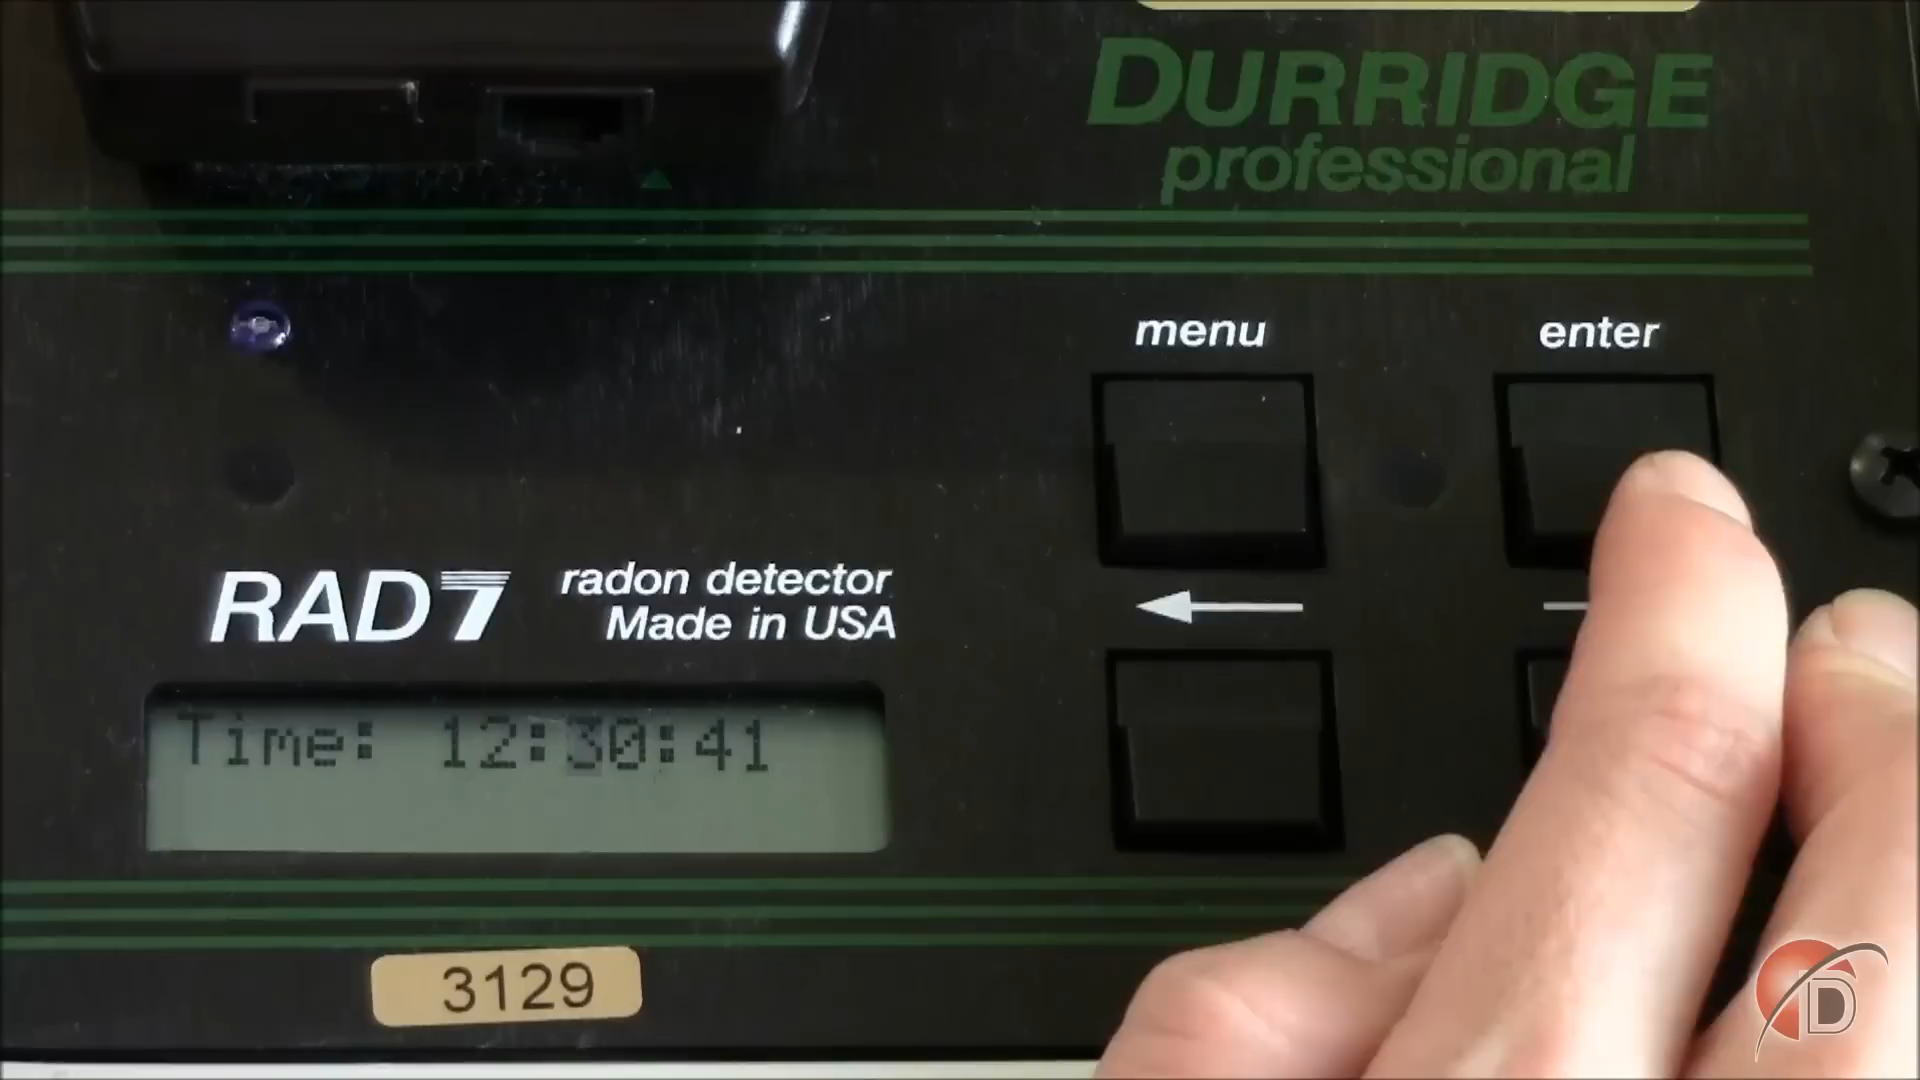 DURRIDGE
professional
menu
enter
RAD7
radon detector
Made in USA
Time: 12:30:41
3129
D